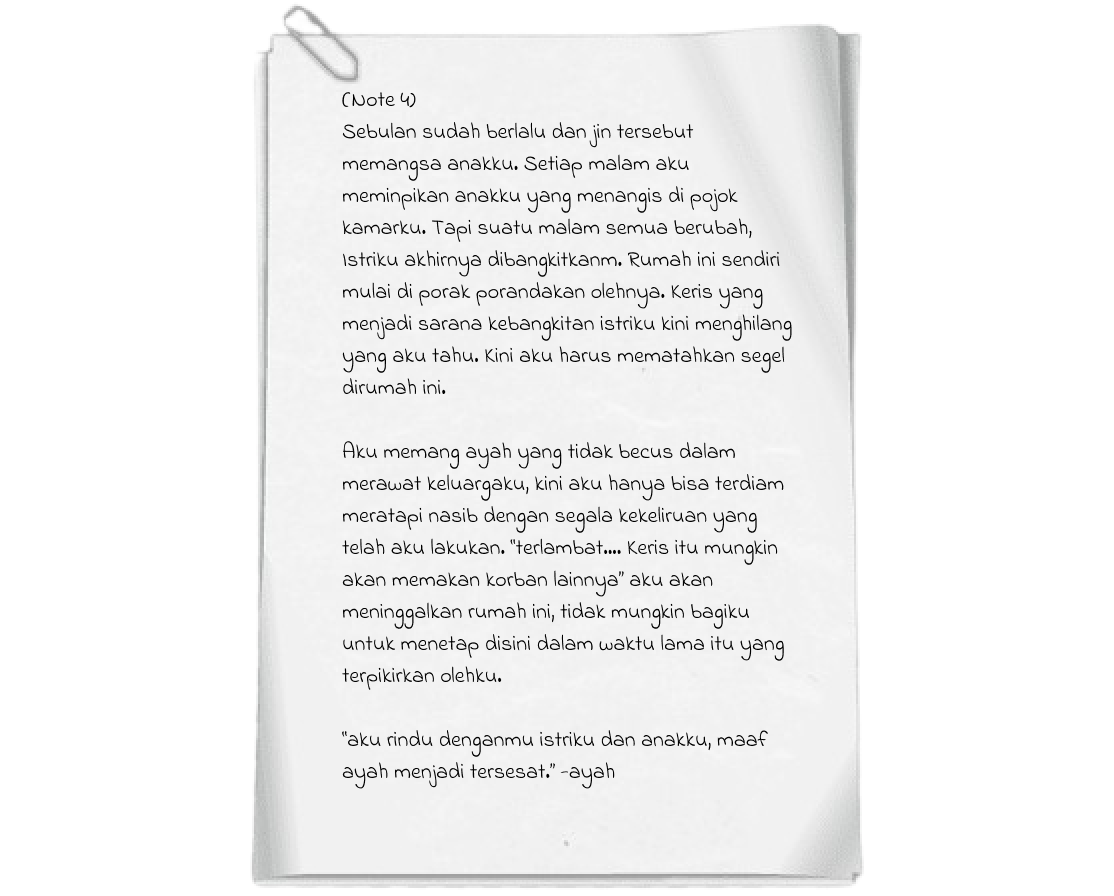 (Note 4)
Sebulan sudah berlalu dan jin tersebut
memangsa anakku. Setiap malam aku
meminpikan anakku yang menangis di pojok
kamarku. Tapi suatu malam semua berubah,
Istriku akhirnya dibangkitkanm. Rumah ini sendiri
mulai di porak porandakan olehnya. Keris yang
menjadi sarana kebangkitan istriku kini menghilang
yang aku tahu. Kini aku harus mematahkan segel
dirumah ini.
Aku memang ayah yang tidak becus dalam
merawat keluargaku, kini aku hanya bisa terdiam
meratapi nasib dengan segala kekeliruan yang
telah aku lakukan. "terlambat.... Keris itu mungkin
akan memakan korban lainnya" aku akan
meninggalkan rumah ini, tidak mungkin bagiku
untuk menetap disini dalam waktu lama itu yang
terpikirkan olehku.
"aku rindu denganmu istriku dan anakku, maaf
ayah menjadi tersesat." -ayah